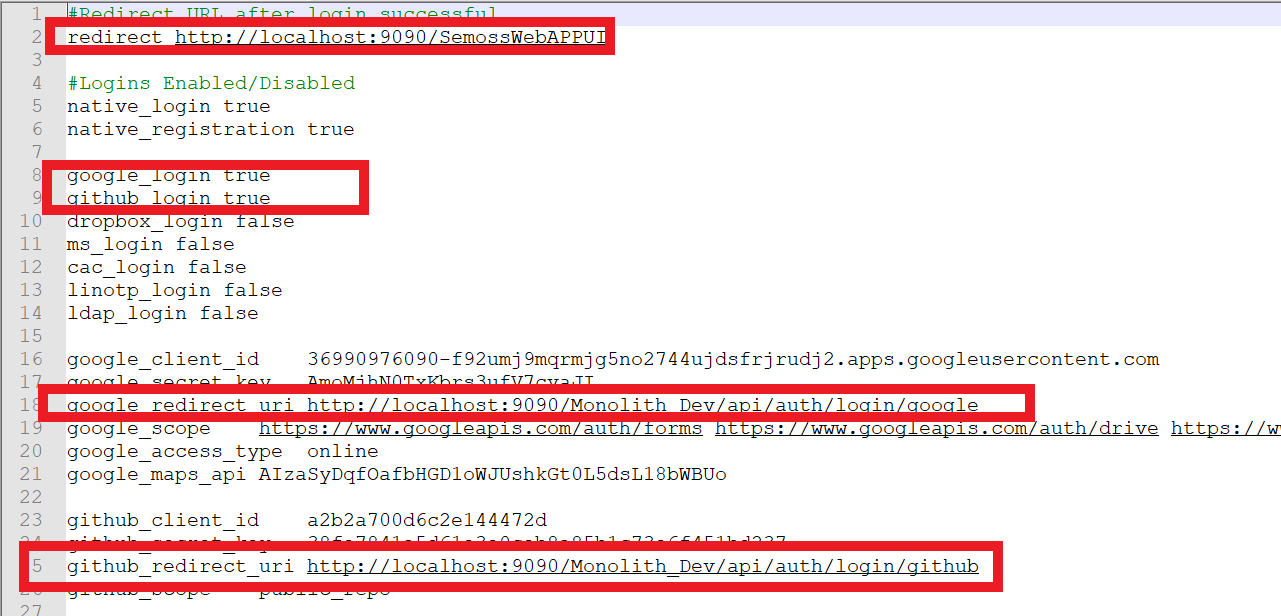 1 #Redirect URL after login successful
2 redirect http://localhost:9090/SemossWebAPPUI
3
4 #Logins Enabled/Disabled
5 native_login true
6 native_registration true
7
8 google_login true
9 github_login true
10 dropbox_login false
11 ms_login false
12 cac_login false
13 linotp_login false
14 ldap_login false
15
16 google_client_id 36990976090-f92umj9mqrmjg5no2744ujdsfrjrudj2.apps.googleusercontent.com
17 google_secret_key
18 google_redirect_uri http://localhost:9090/Monolith_Dev/api/auth/login/google
19 google_scope https://www.googleapis.com/auth/forms https://www.googleapis.com/auth/drive https://w
20 google_access_type online
21 google_maps_api AIzaSyDqfOafbHGD1oWJUshkGt0L5dsL18bWBUo
22
23 github_client_id a2b2a700d6c2e144472d
24 github_secret_key
5 github_redirect_uri http://localhost:9090/Monolith_Dev/api/auth/login/github
26 github_scope public_repo
27